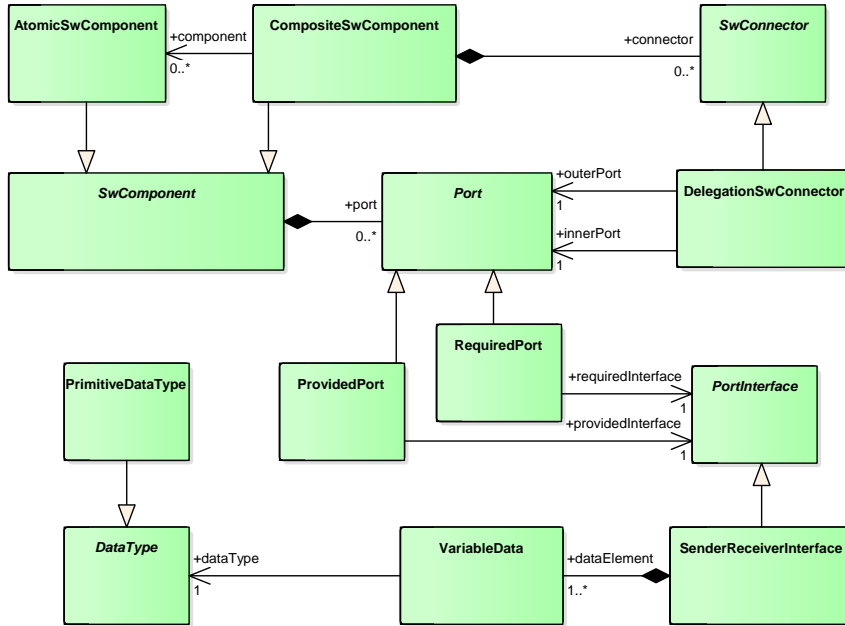 AtomicSwComponent
+component
0..*
CompositeSwComponent
+connector
0..*
SwConnector
SwComponent
+port
0..*
Port
+outerPort
1
+innerPort
1
DelegationSwConnector
PrimitiveDataType
ProvidedPort
RequiredPort
+requiredInterface
1
+providedInterface
1
PortInterface
DataType
+dataType
1
VariableData
+dataElement
1..*
SenderReceiverInterface